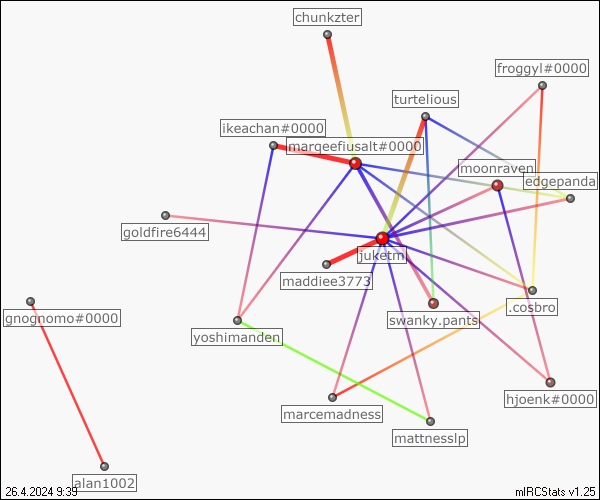 chunkzter
froggyl#0000
turtelious
ikeachan#0000
margeefiusalt#0000
moonraven
edgepanda
goldfire6444
juketm
maddiee3773
gnognomo#0000
swanky.pants
.cosbro
yoshimanden
hjoenk#0000
marcemadness
mattnesslp
alan1002
26.4.2024 9:39
mIRCStats v1.25